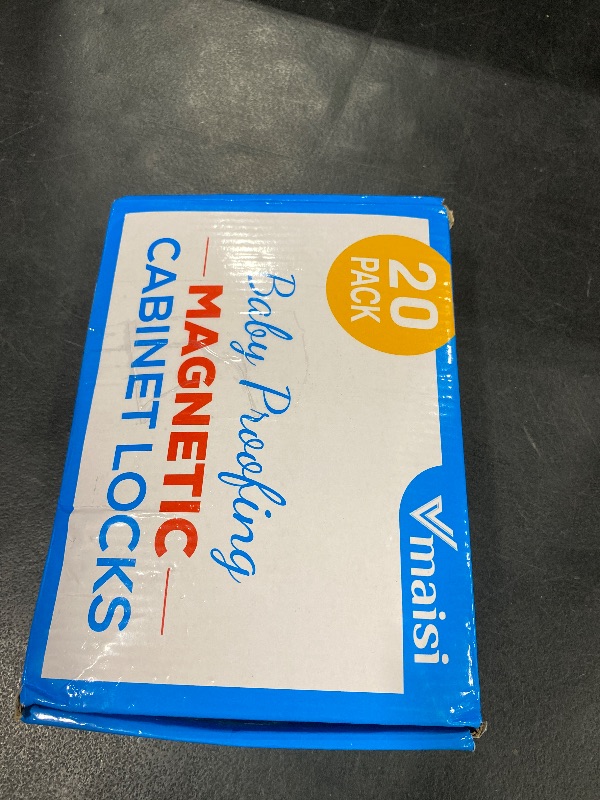 20
PACK
Vmaisi
Baby Proofing
MAGNETIC
CABINET LOCKS